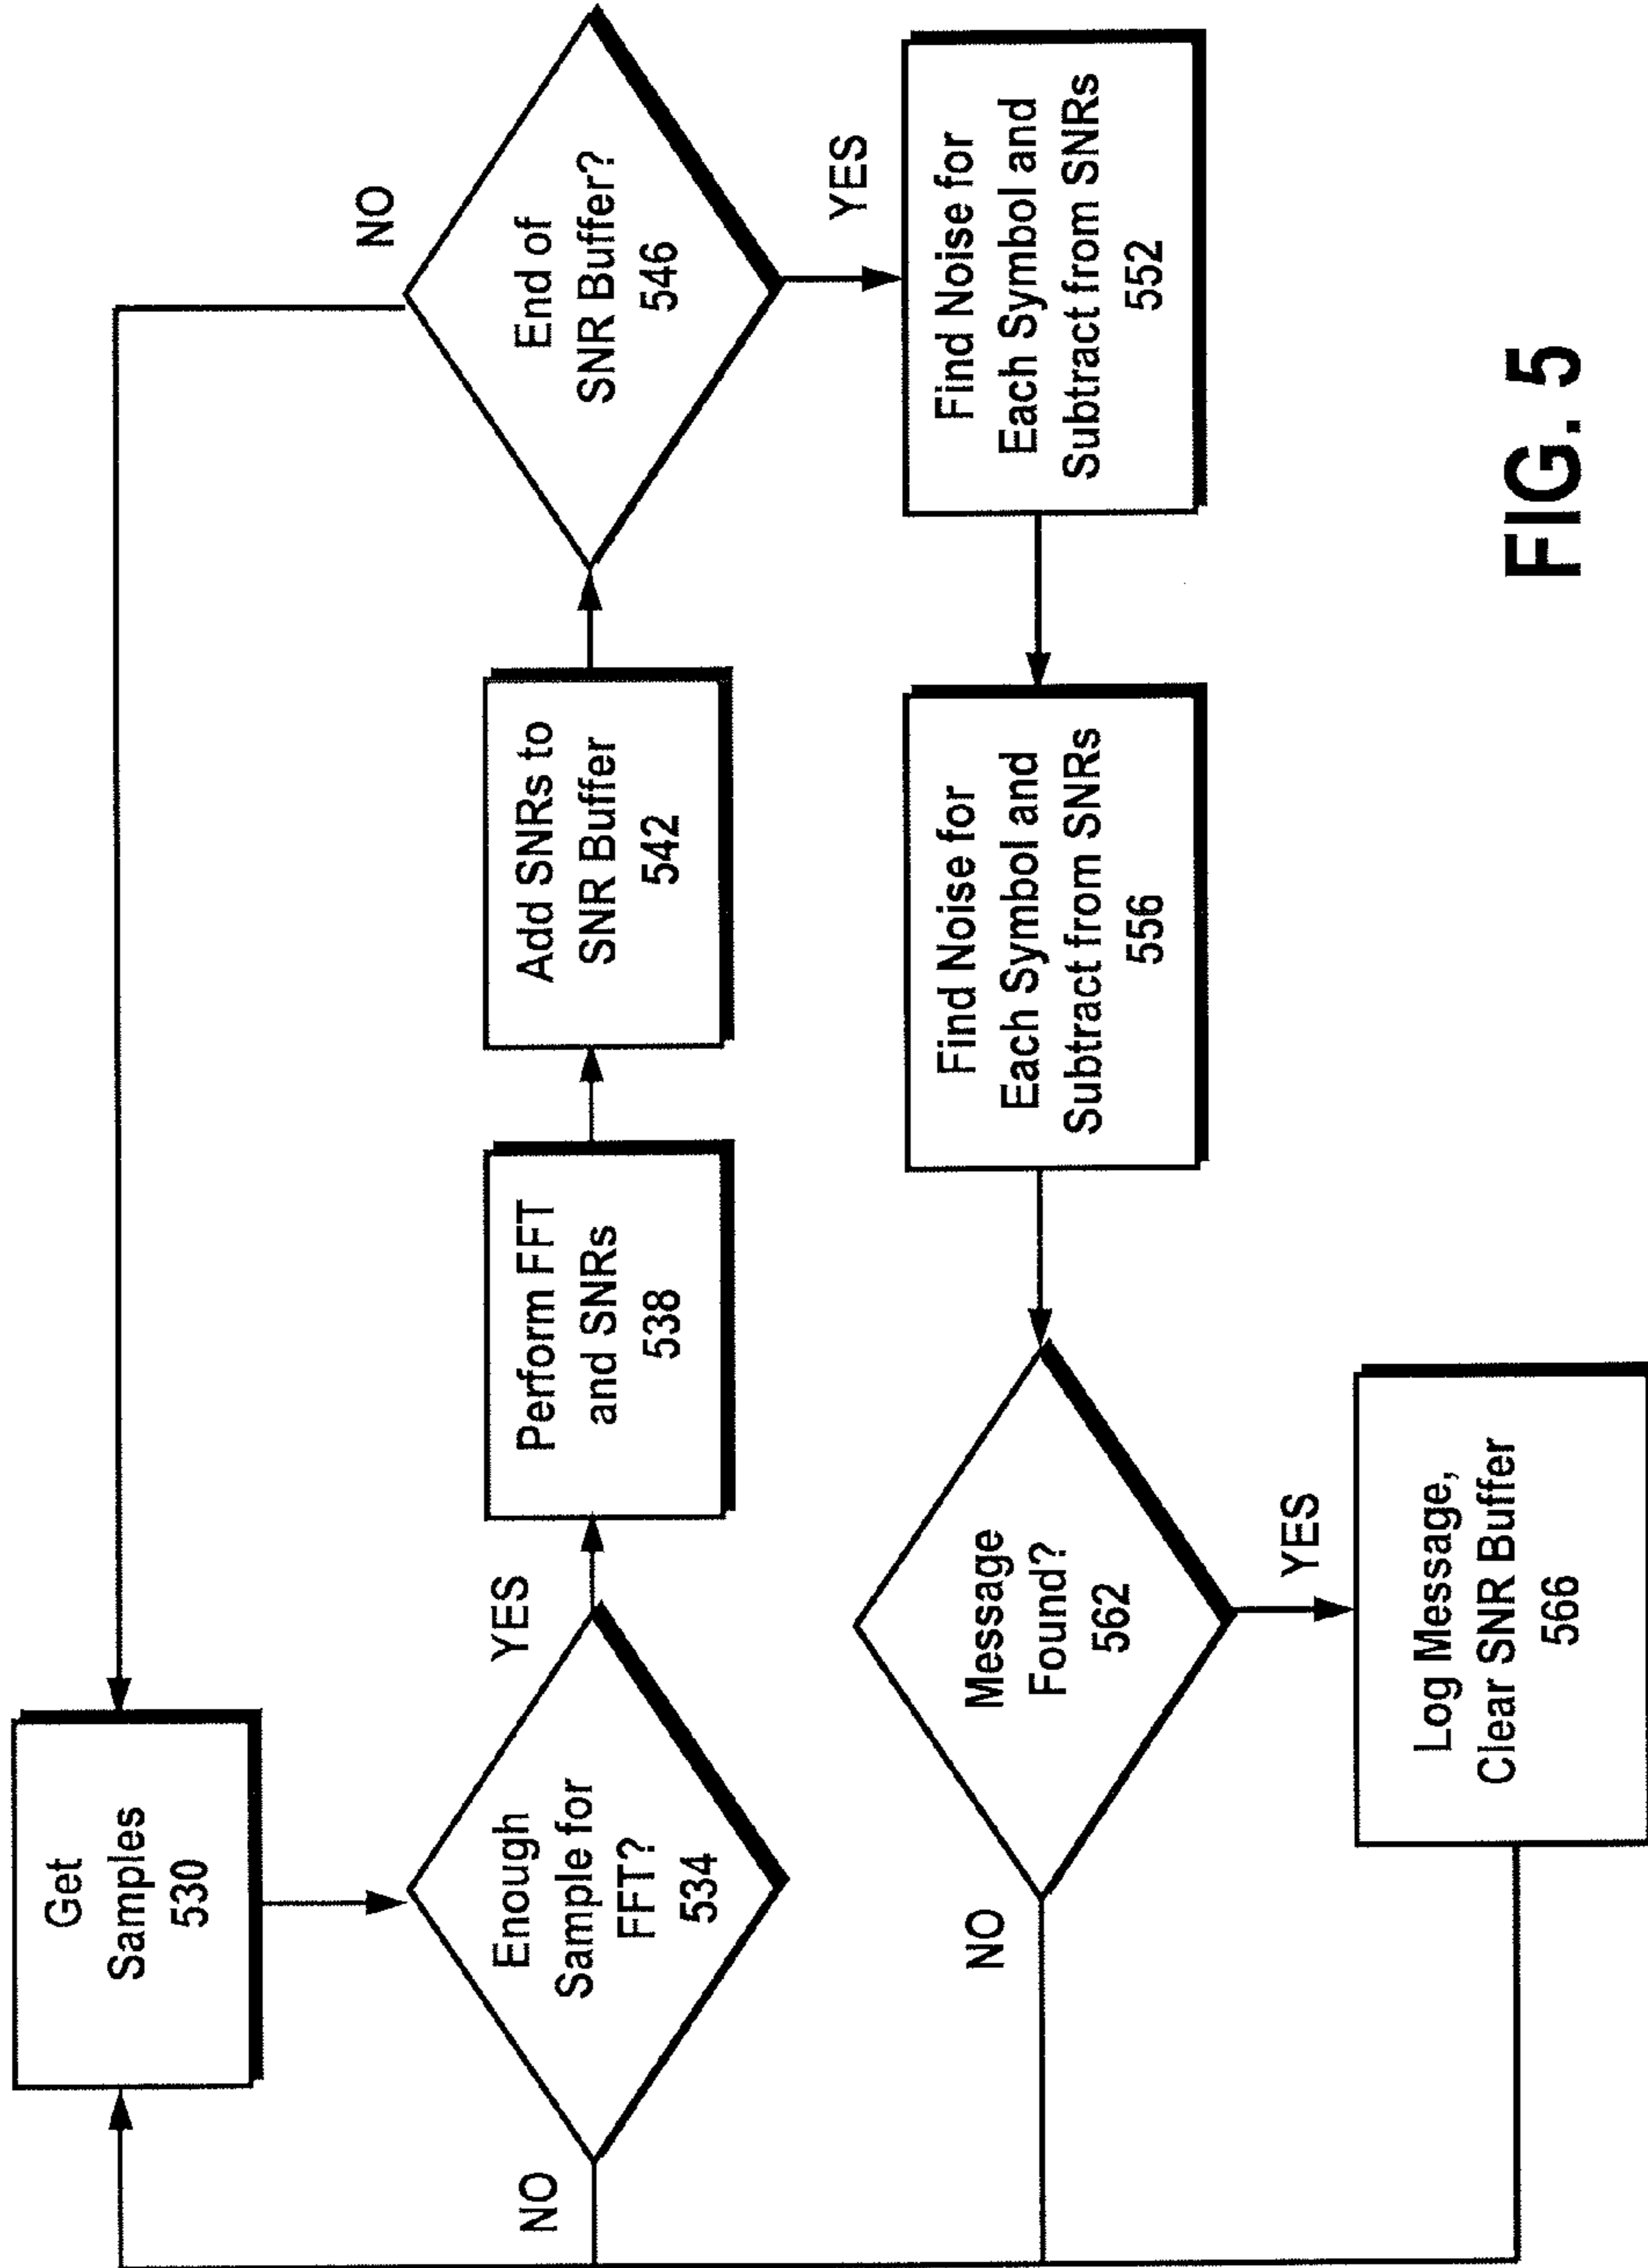 Get
Samples
530
Enough
Sample for
FFT?
534
NO
YES
Perform FFT
and SNRs
538
Add SNRs to
SNR Buffer
542
End of
SNR Buffer?
546
NO
YES
Find Noise for
Each Symbol and
Subtract from SNRs
552
Find Noise for
Each Symbol and
Subtract from SNRs
556
Message
Found?
562
NO
YES
Log Message,
Clear SNR Buffer
566
FIG. 5